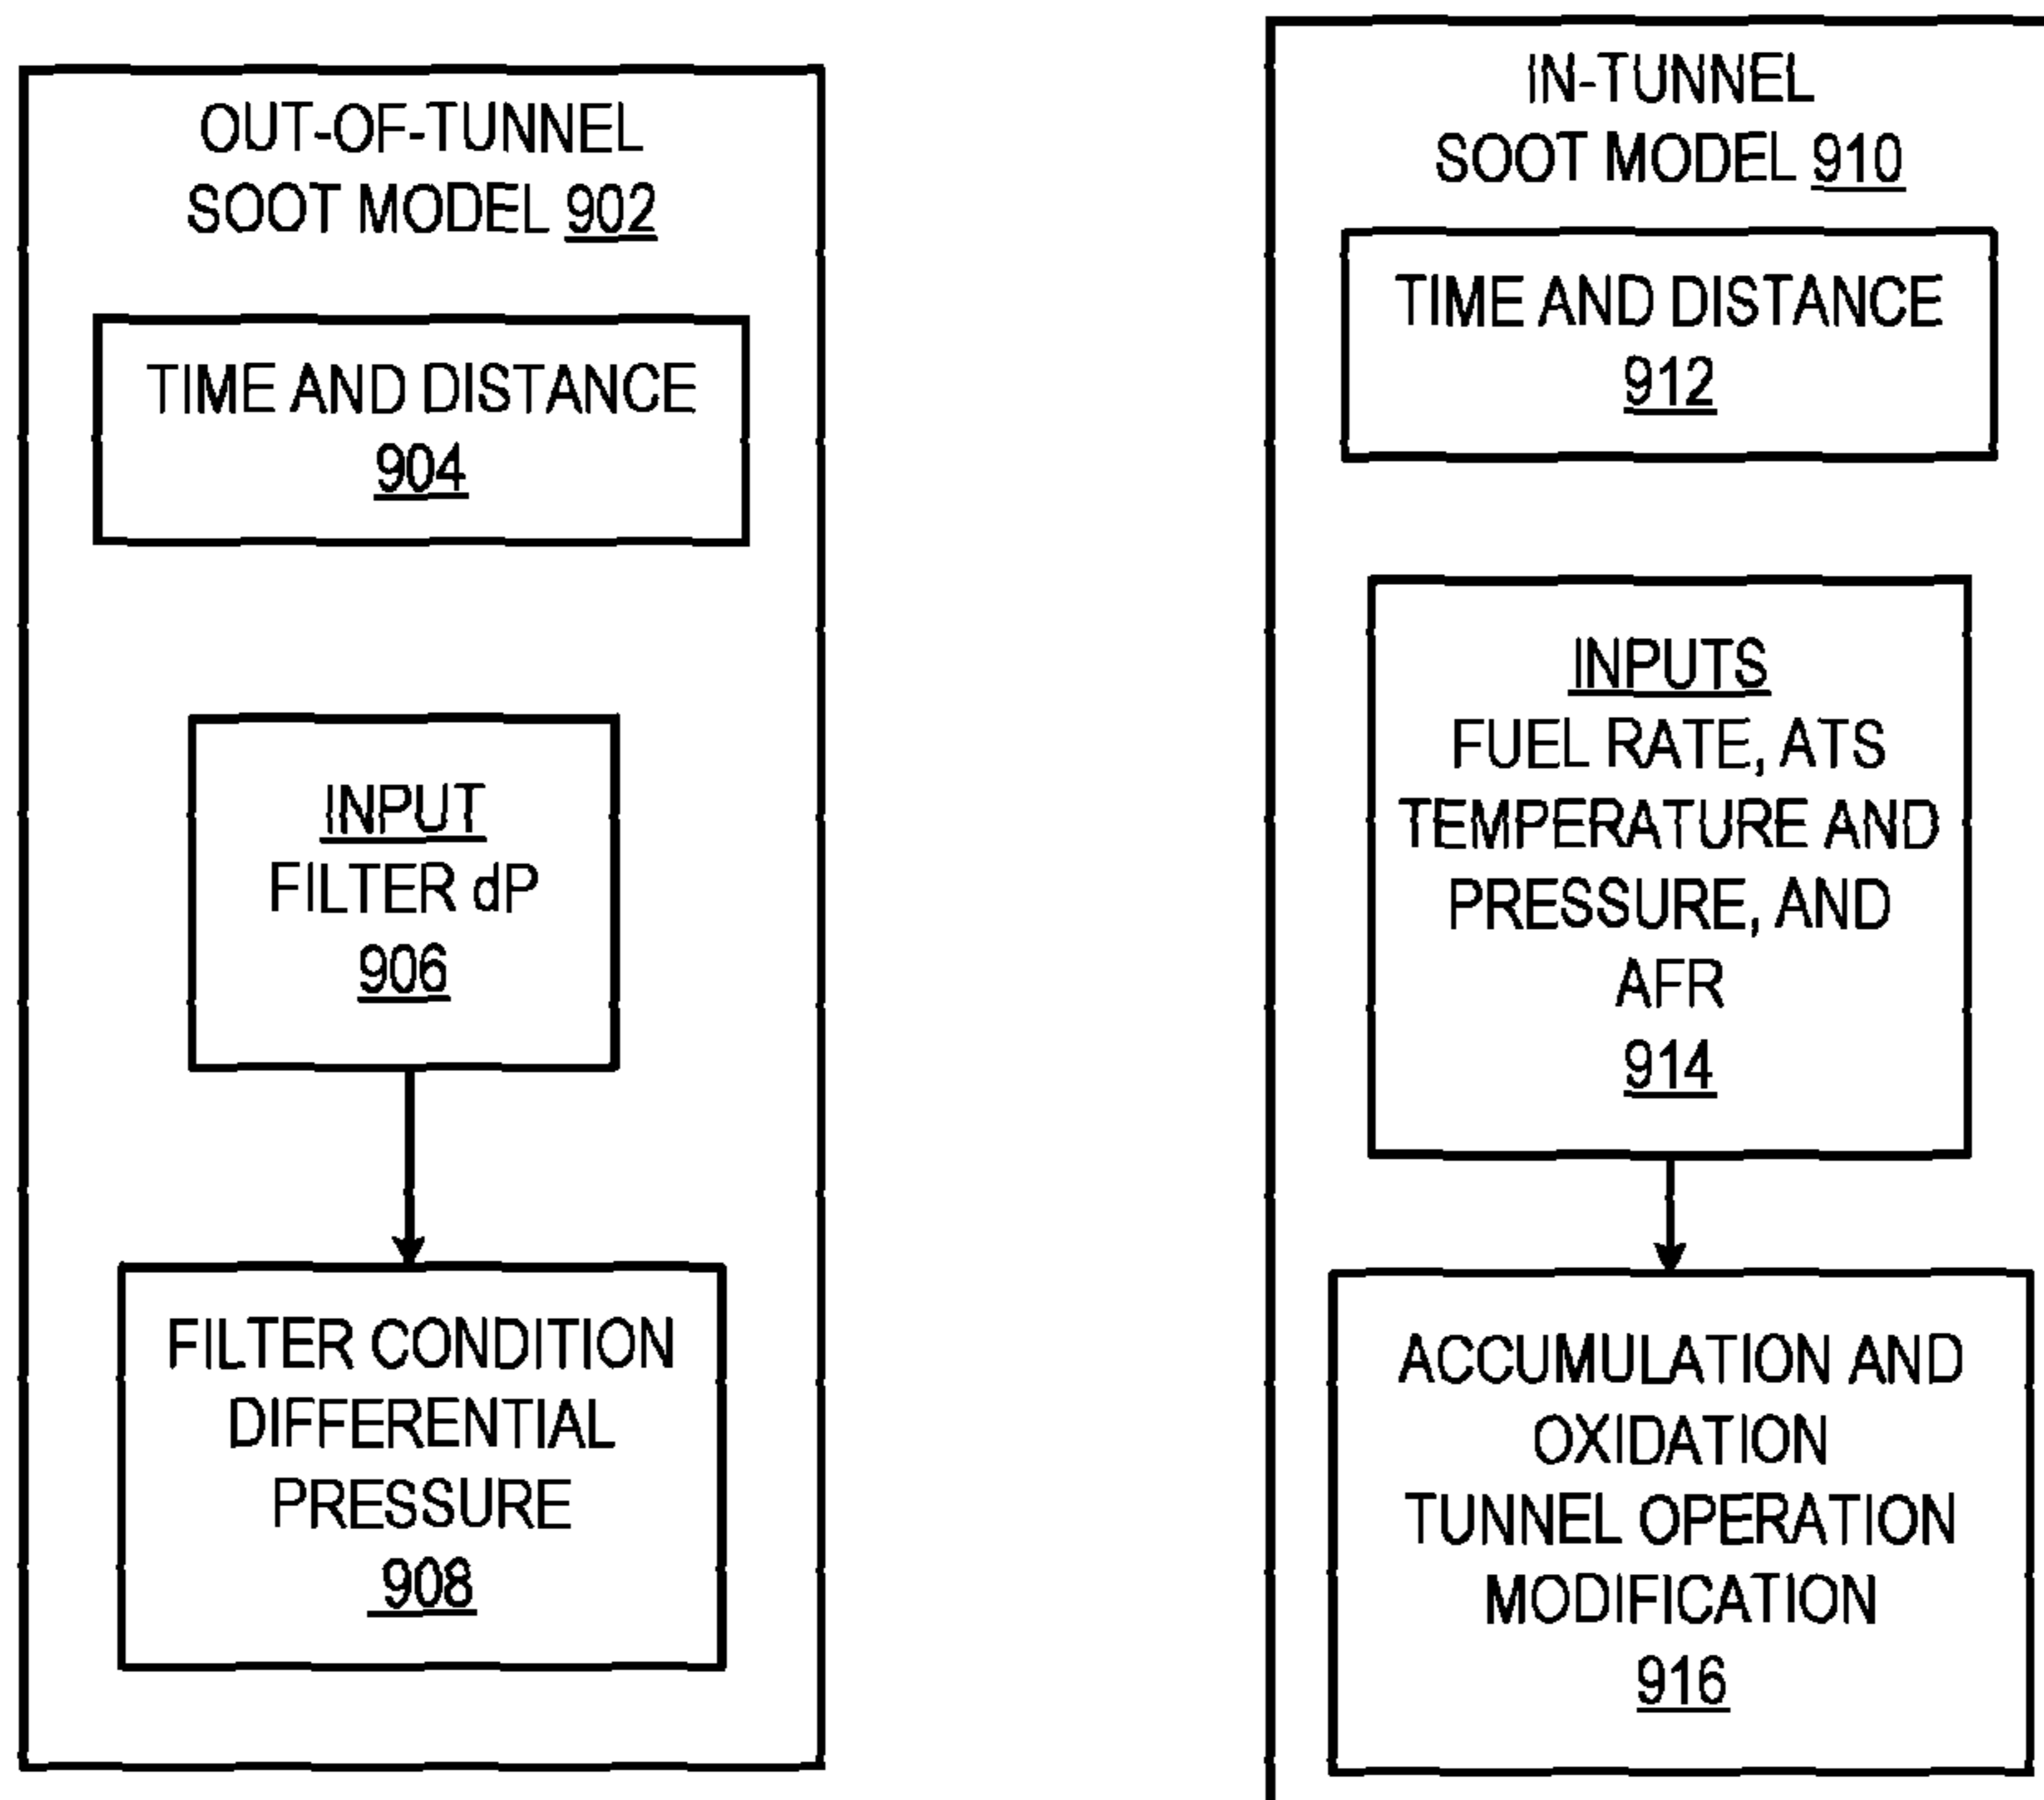 OUT-OF-TUNNEL
SOOT MODEL 902
TIME AND DISTANCE
904
INPUT
FILTER dP
906
FILTER CONDITION
DIFFERENTIAL
PRESSURE
908
IN-TUNNEL
SOOT MODEL 910
TIME AND DISTANCE
912
INPUTS
FUEL RATE, ATS
TEMPERATURE AND
PRESSURE, AND
AFR
914
ACCUMULATION AND
OXIDATION
TUNNEL OPERATION
MODIFICATION
916